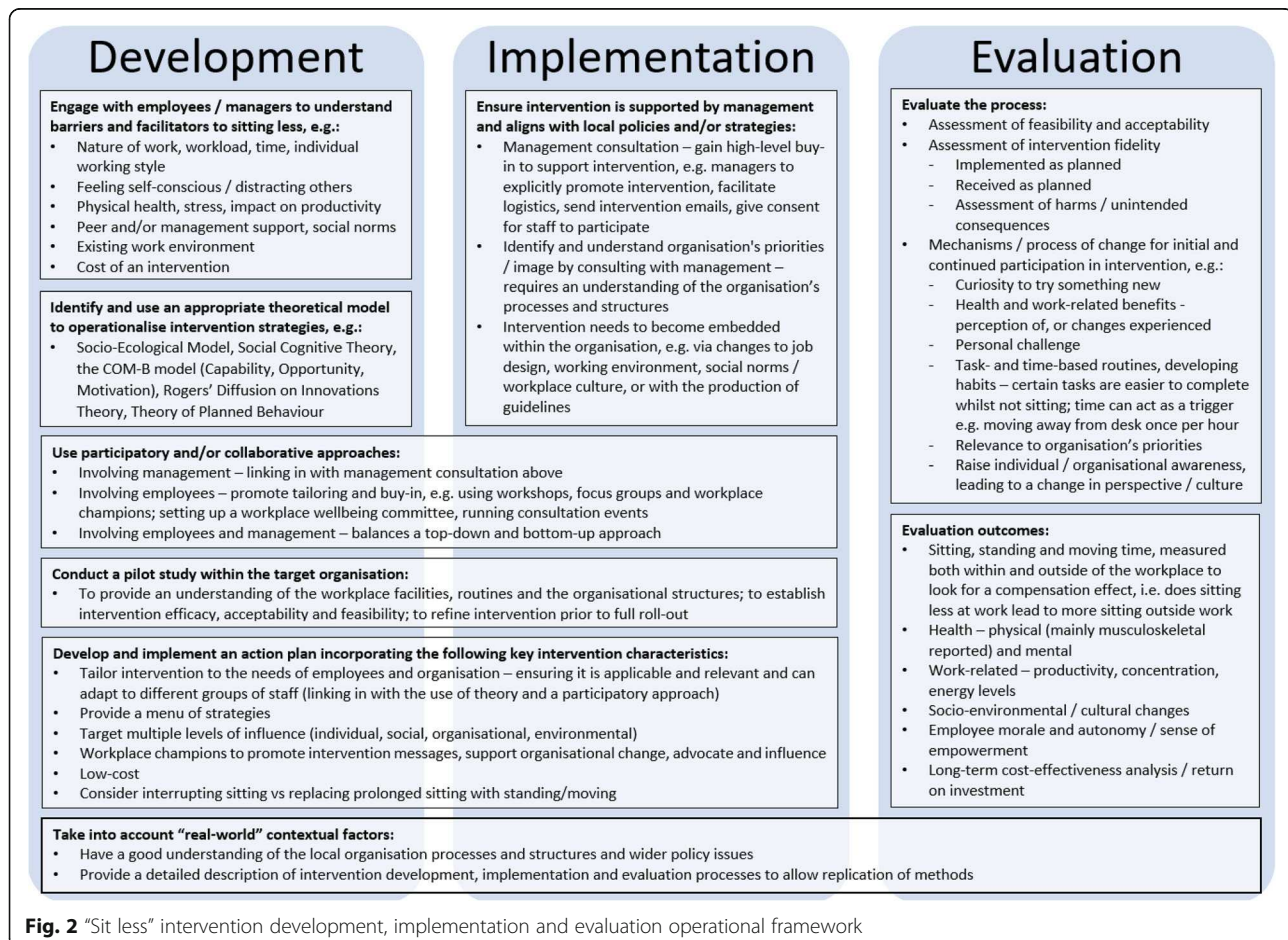 Development
Engage with employees / managers to understand
barriers and facilitators to sitting less, e.g.:
• Nature of work, workload, time, individual
working style
• Feeling self-conscious / distracting others
• Physical health, stress, impact on productivity
• Peer and/or management support, social norms
• Existing work environment
• Cost of an intervention
Identify and use an appropriate theoretical model
to operationalise intervention strategies, e.g.:
• Socio-Ecological Model, Social Cognitive Theory,
the COM-B model (Capability, Opportunity,
Motivation), Rogers' Diffusion on Innovations
Theory, Theory of Planned Behaviour
Implementation
Ensure intervention is supported by management
and aligns with local policies and/or strategies:
• Management consultation – gain high-level buy-
in to support intervention, e.g. managers to
explicitly promote intervention, facilitate
logistics, send intervention emails, give consent
for staff to participate
• Identify and understand organisation's priorities
/ image by consulting with management –
requires an understanding of the organisation's
processes and structures
• Intervention needs to become embedded
within the organisation, e.g. via changes to job
design, working environment, social norms /
workplace culture, or with the production of
guidelines
Use participatory and/or collaborative approaches:
• Involving management – linking in with management consultation above
• Involving employees – promote tailoring and buy-in, e.g. using workshops, focus groups and workplace
champions; setting up a workplace wellbeing committee, running consultation events
• Involving employees and management – balances a top-down and bottom-up approach
Conduct a pilot study within the target organisation:
• To provide an understanding of the workplace facilities, routines and the organisational structures; to establish
intervention efficacy, acceptability and feasibility; to refine intervention prior to full roll-out
Develop and implement an action plan incorporating the following key intervention characteristics:
• Tailor intervention to the needs of employees and organisation – ensuring it is applicable and relevant and can
adapt to different groups of staff (linking in with the use of theory and a participatory approach)
• Provide a menu of strategies
• Target multiple levels of influence (individual, social, organisational, environmental)
• Workplace champions to promote intervention messages, support organisational change, advocate and influence
• Low-cost
• Consider interrupting sitting vs replacing prolonged sitting with standing/moving
Evaluation
Evaluate the process:
• Assessment of feasibility and acceptability
• Assessment of intervention fidelity
- Implemented as planned
- Received as planned
- Assessment of harms / unintended
consequences
• Mechanisms / process of change for initial and
continued participation in intervention, e.g.:
- Curiosity to try something new
- Health and work-related benefits -
perception of, or changes experienced
- Personal challenge
- Task- and time-based routines, developing
habits – certain tasks are easier to complete
whilst not sitting; time can act as a trigger
e.g. moving away from desk once per hour
- Relevance to organisation's priorities
- Raise individual / organisational awareness,
leading to a change in perspective / culture
Evaluation outcomes:
• Sitting, standing and moving time, measured
both within and outside of the workplace to
look for a compensation effect, i.e. does sitting
less at work lead to more sitting outside work
• Health – physical (mainly musculoskeletal
reported) and mental
• Work-related – productivity, concentration,
energy levels
• Socio-environmental / cultural changes
• Employee morale and autonomy / sense of
empowerment
• Long-term cost-effectiveness analysis / return
on investment
Take into account "real-world" contextual factors:
• Have a good understanding of the local organisation processes and structures and wider policy issues
• Provide a detailed description of intervention development, implementation and evaluation processes to allow replication of methods
Fig. 2 "Sit less" intervention development, implementation and evaluation operational framework